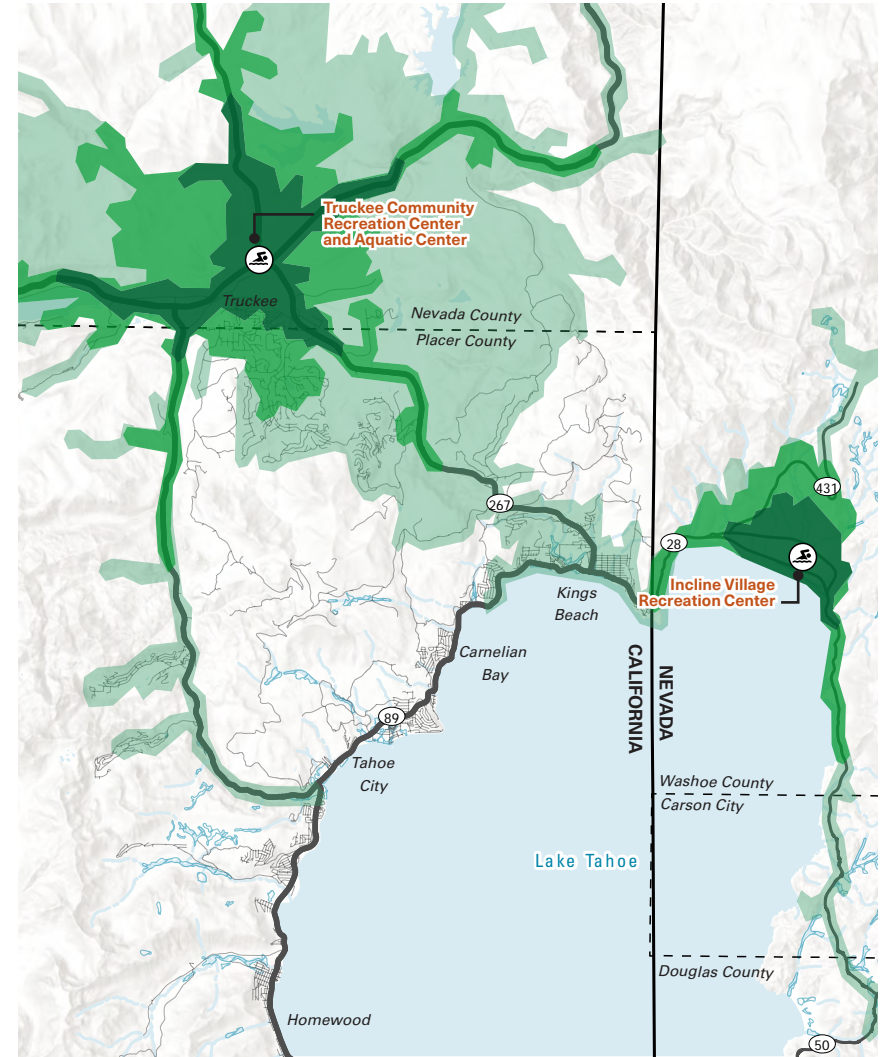 Truckee Community
Recreation Center
and Aquatic Center
Truckee
Nevada County
Placer County
431
267
28
Incline Village
Recreation Center
Kings
Beach
CALIFORNIA
NEVADA
Carnelian
Bay
89
Tahoe
City
Washoe County
Carson City
Lake Tahoe
Douglas County
Homewood
50